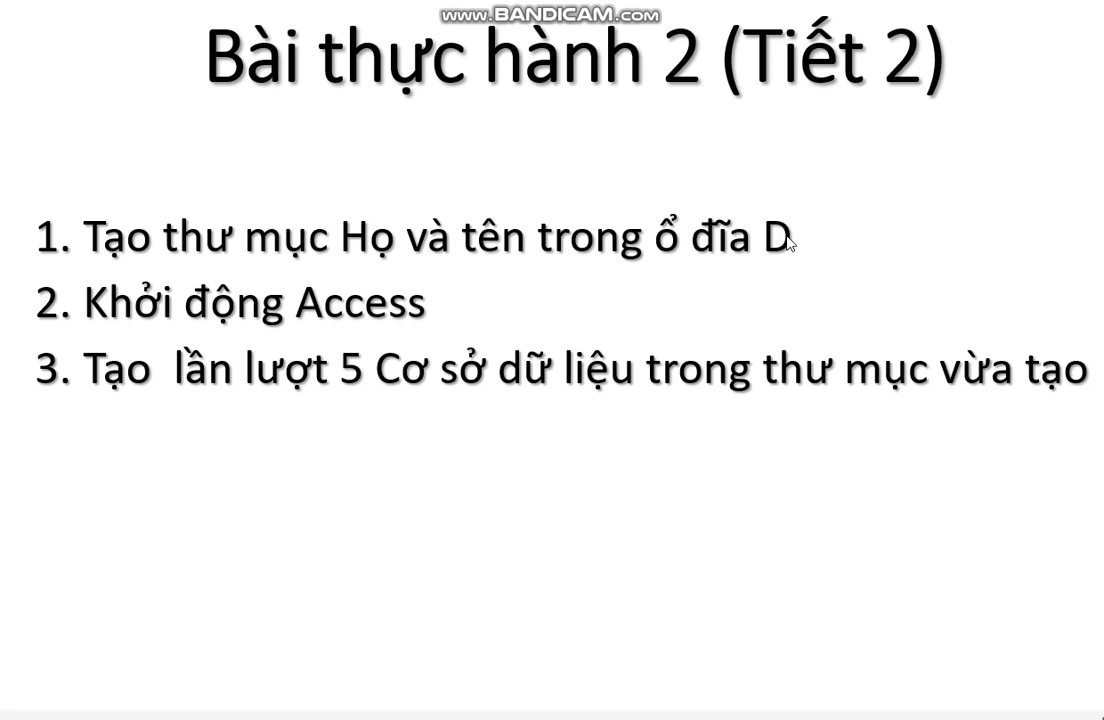 www.BANDICAM.com
Bài thực hành 2 (Tiết 2)
1. Tạo thư mục Họ và tên trong ổ đĩa D
2. Khởi động Access
3. Tạo  lần lượt 5 Cơ sở dữ liệu trong thư mục vừa tạo